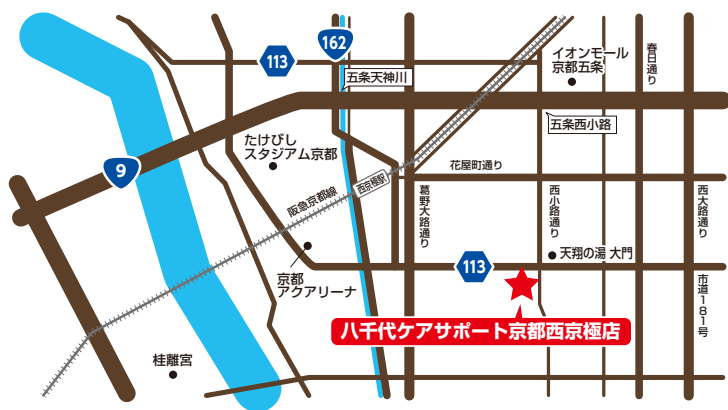 162
113
五条天神川
イオンモール
京都五条
春日通り
五条西小路
たけびし
スタジアム京都
9
花屋町通り
西京極駅
阪急京都線
葛野大路通り
西小路通り
西大路通り
天翔の湯 大門
113
京都
アクアリーナ
市道181号
八千代ケアサポート京都西京極店
桂離宮